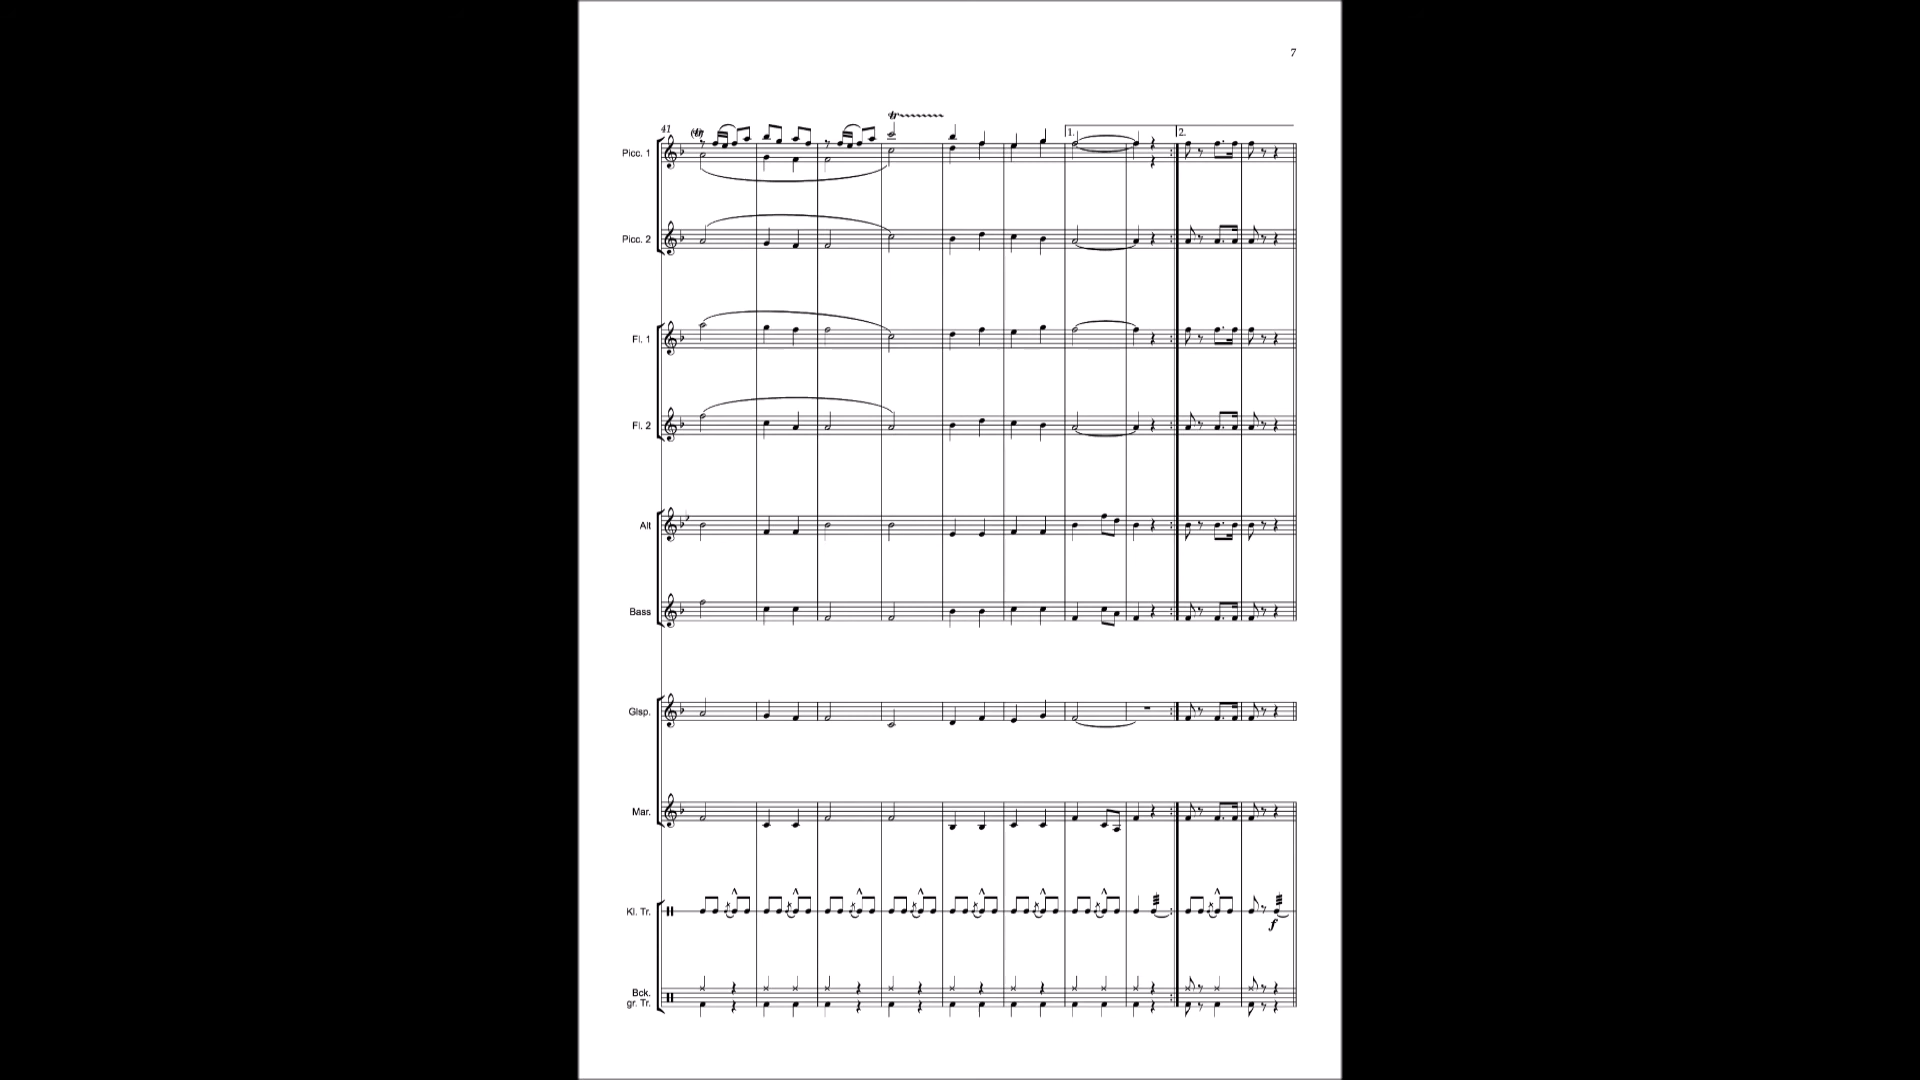 7
41
Picc. 1
1.
2.
Picc. 2
Fl. 1
Fl. 2
Alt
Bass
Glsp.
Mar.
Kl. Tr.
f
Bck.
gr. Tr.